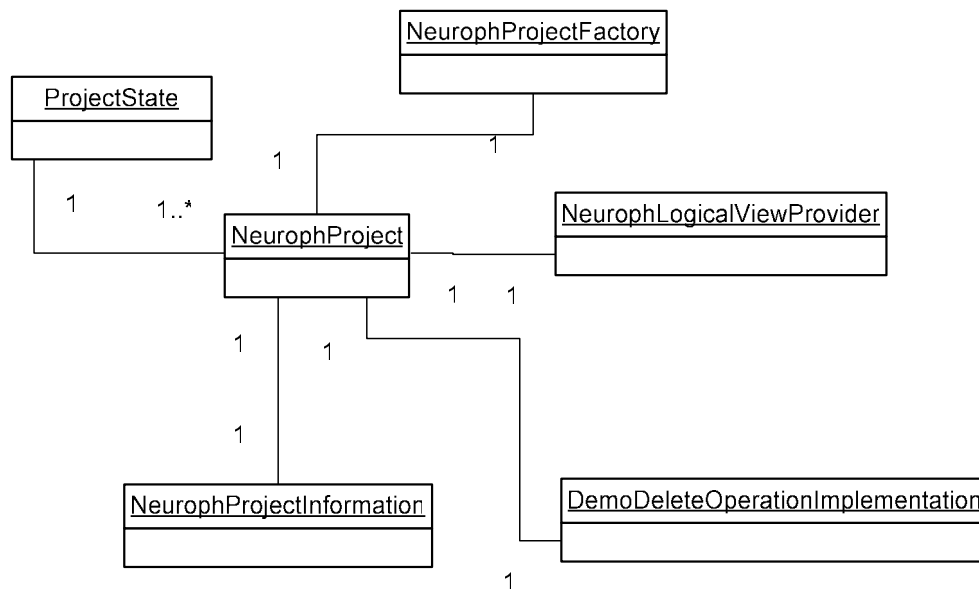 NeurophProjectFactory
ProjectState
1
1
1
1..*
NeurophLogicalViewProvider
NeurophProject
1
1
1
1
1
NeurophProjectInformation
DemoDeleteOperationImplementation
1